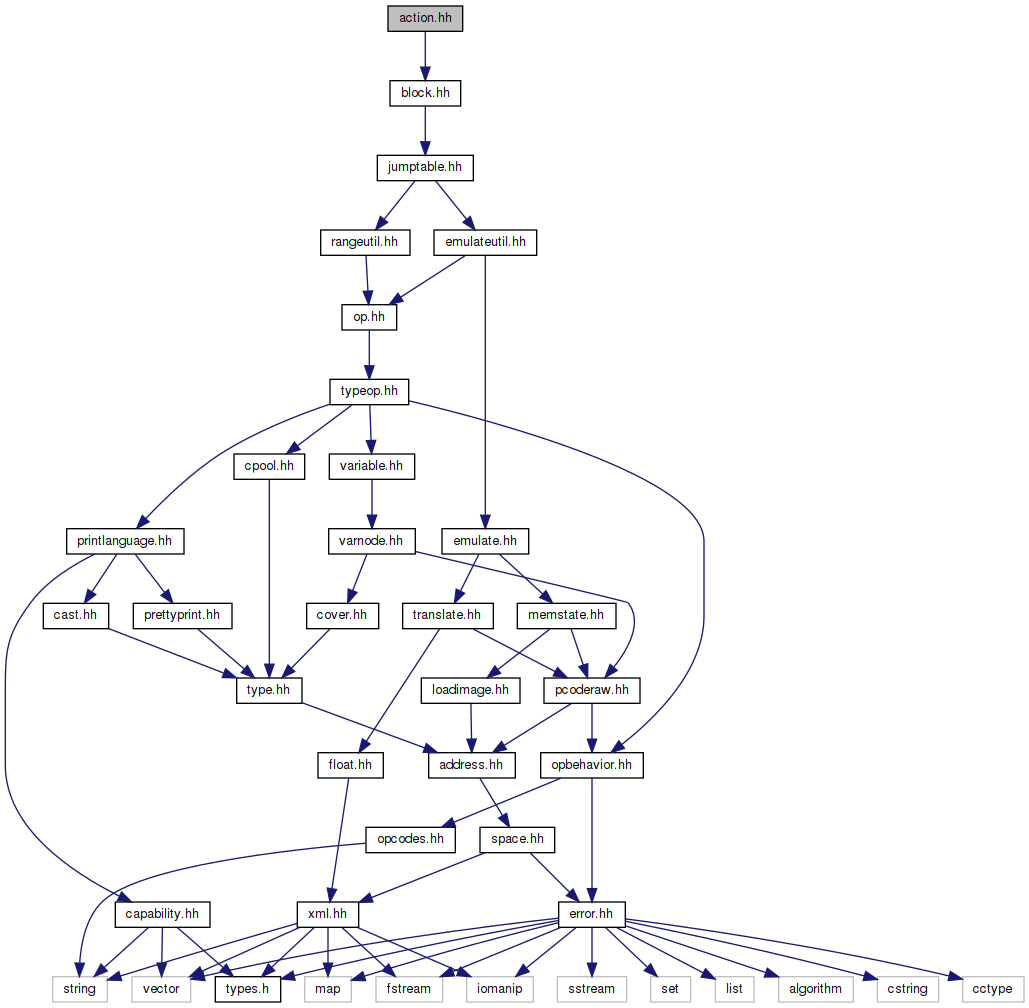 action.hh
block.hh
jumptable.hh
rangeutil.hh
emulateutil.hh
op.hh
typeop.hh
cpool.hh
variable.hh
printlanguage.hh
varnode.hh
emulate.hh
cast.hh
prettyprint.hh
cover.hh
translate.hh
memstate.hh
type.hh
loadimage.hh
pcoderaw.hh
float.hh
address.hh
opbehavior.hh
opcodes.hh
space.hh
capability.hh
xml.hh
error.hh
string
vector
types.h
map
fstream
iomanip
sstream
set
list
algorithm
cstring
cctype